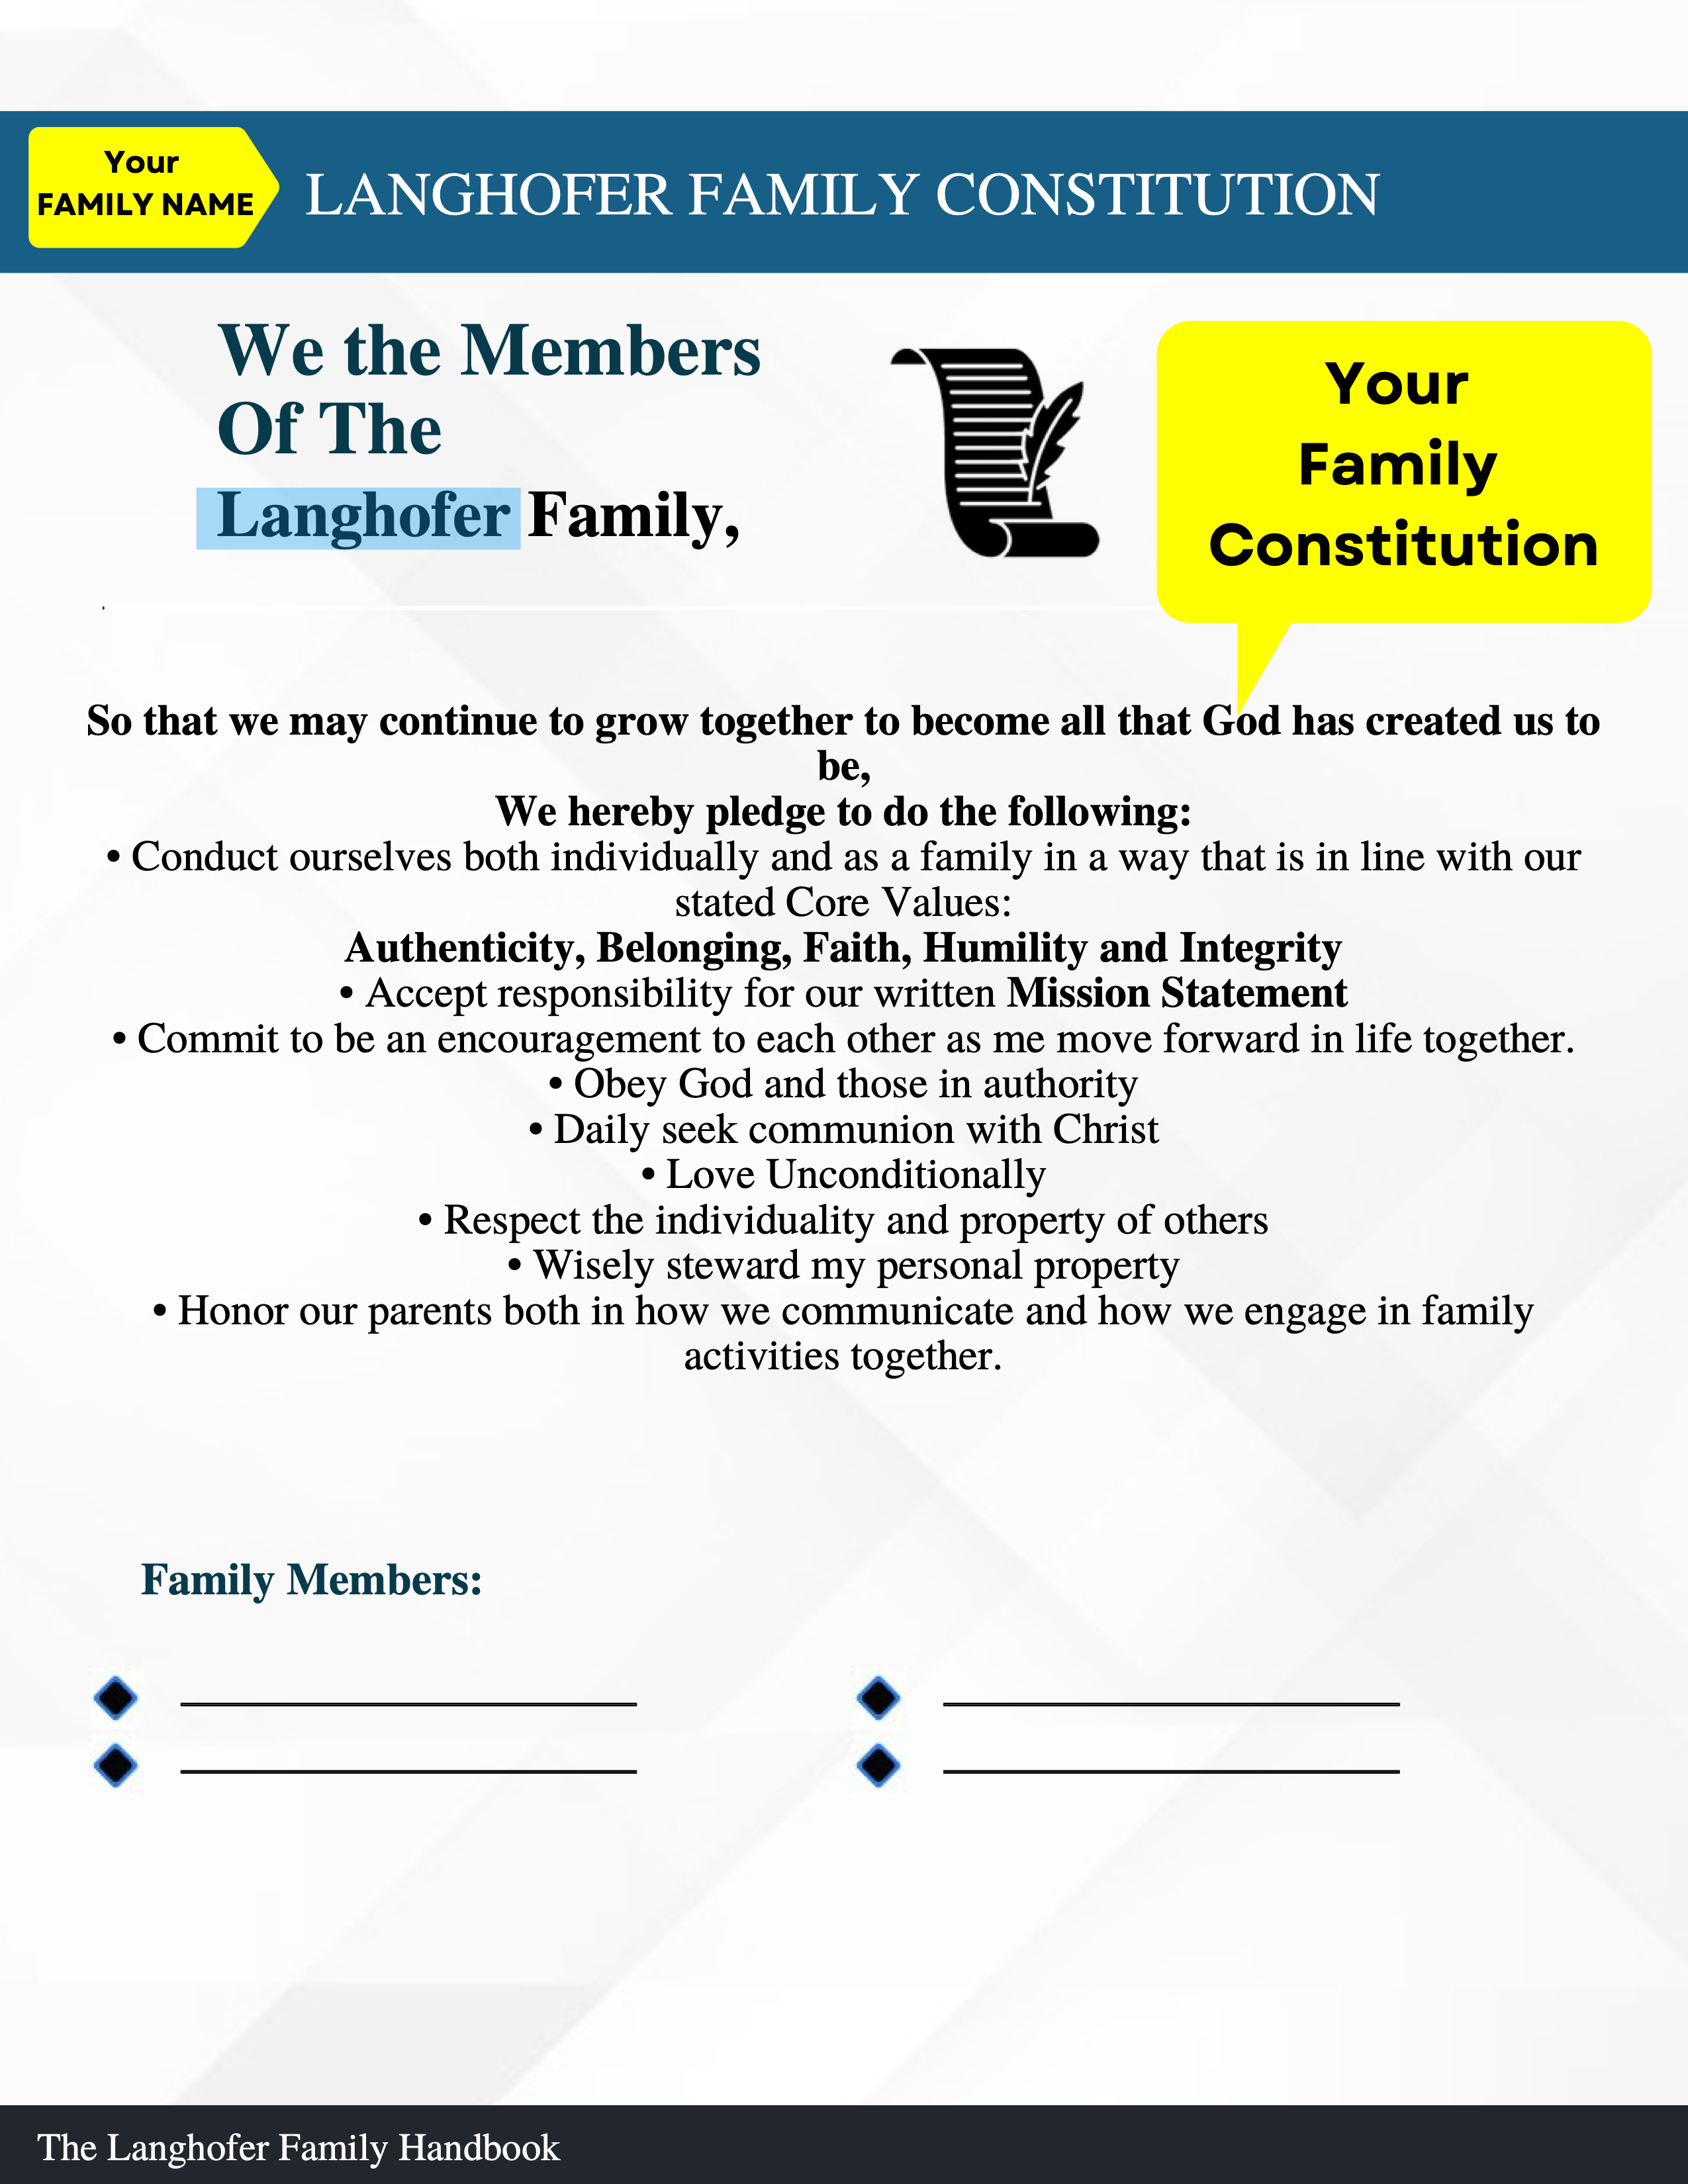 Your
FAMILY NAME
LANGHOFER FAMILY CONSTITUTION
We the Members
Of The
Langhofer Family,
Your
Family
Constitution
So that we may continue to grow together to become all that God has created us to
be,
We hereby pledge to do the following:
• Conduct ourselves both individually and as a family in a way that is in line with our
stated Core Values:
Authenticity, Belonging, Faith, Humility and Integrity
• Accept responsibility for our written Mission Statement
• Commit to be an encouragement to each other as me move forward in life together.
• Obey God and those in authority
• Daily seek communion with Christ
• Love Unconditionally
• Respect the individuality and property of others
• Wisely steward my personal property
• Honor our parents both in how we communicate and how we engage in family
activities together.
Family Members:
The Langhofer Family Handbook